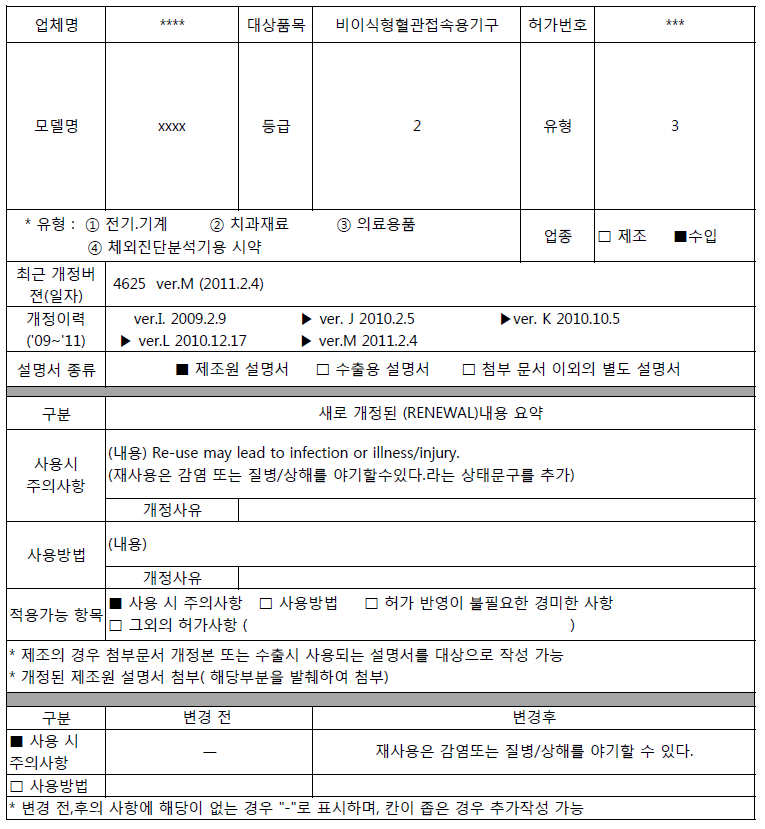 업체명 **** 대상품목 비이식형혈관접속용기구 허가번호 ***
모델명 xxxx 등급 2 유형 3
* 유형 : ① 전기.기계 ② 치과재료 ③ 의료용품
④ 체외진단분석기용 시약
업종 □ 제조 ■수입
최근 개정버
젼(일자)
4625 ver.M (2011.2.4)
개정이력
('09~'11)
ver.I. 2009.2.9 ▶ ver. J 2010.2.5 ▶ver. K 2010.10.5
▶ ver.L 2010.12.17 ▶ ver.M 2011.2.4
설명서 종류 ■ 제조원 설명서 □ 수출용 설명서 □ 첨부 문서 이외의 별도 설명서
구분 새로 개정된 (RENEWAL)내용 요약
사용시
주의사항
(내용) Re-use may lead to infection or illness/injury.
(재사용은 감염 또는 질병/상해를 야기할수있다.라는 상태문구를 추가)
개정사유
사용방법
(내용)
개정사유
적용가능 항목
■ 사용 시 주의사항 □ 사용방법 □ 허가 반영이 불필요한 경미한 사항
□ 그외의 허가사항 ( )
* 제조의 경우 첨부문서 개정본 또는 수출시 사용되는 설명서를 대상으로 작성 가능
* 개정된 제조원 설명서 첨부( 해당부분을 발췌하여 첨부)
구분 변경 전 변경후
■ 사용 시
주의사항
— 재사용은 감염또는 질병/상해를 야기할 수 있다.
□ 사용방법
* 변경 전,후의 사항에 해당이 없는 경우 "-"로 표시하며, 칸이 좁은 경우 추가작성 가능